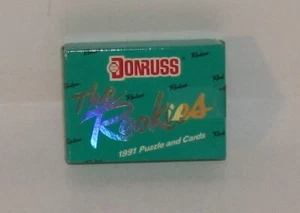 DONRUSS
The
Rookies
1991 Puzzle and Cards